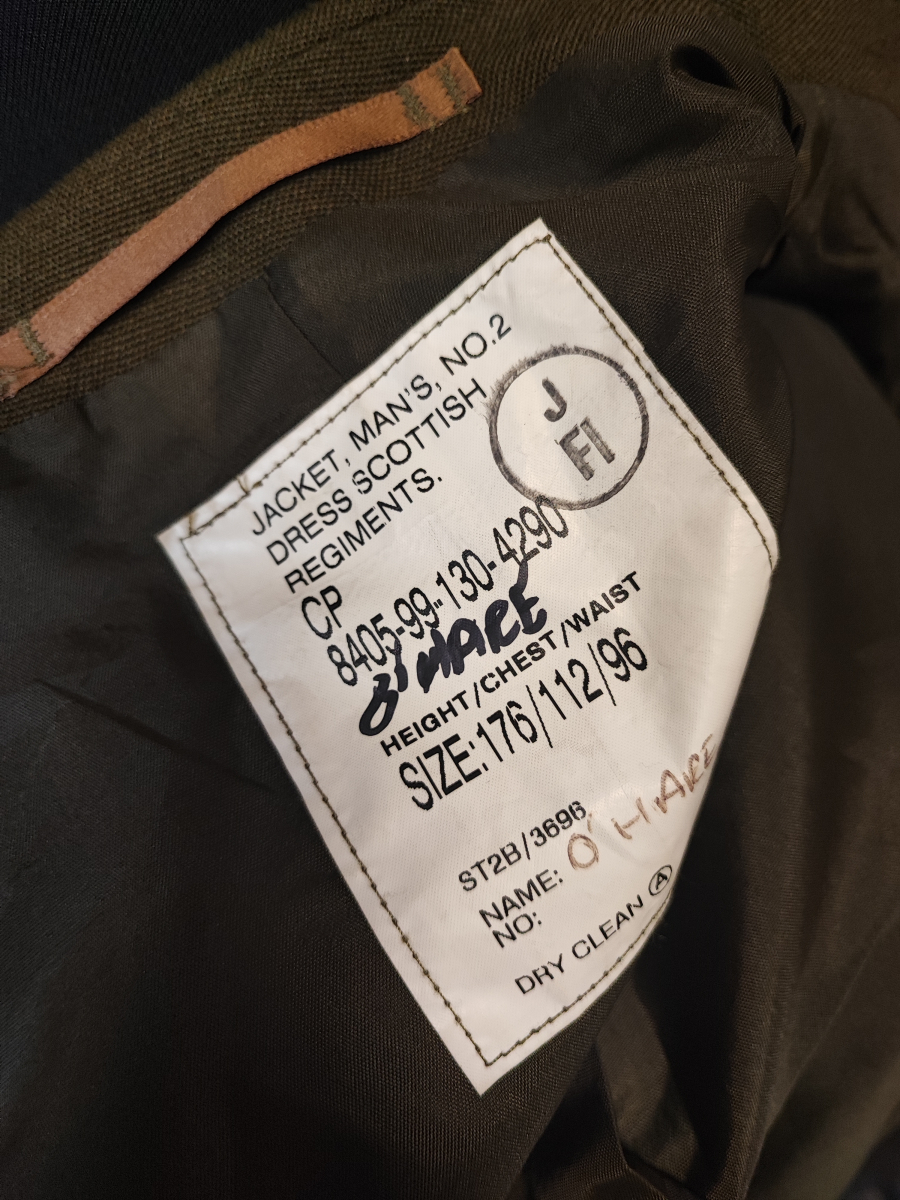 JACKET, MAN'S, NO.2
DRESS SCOTTISH
REGIMENTS.
J
FI
CP
8405-99-130-4290
O'HARE
HEIGHT/CHEST/WAIST
SIZE: 176/112/96
ST2B/3696
NAME: O'HARE
NO:
DRY CLEAN A